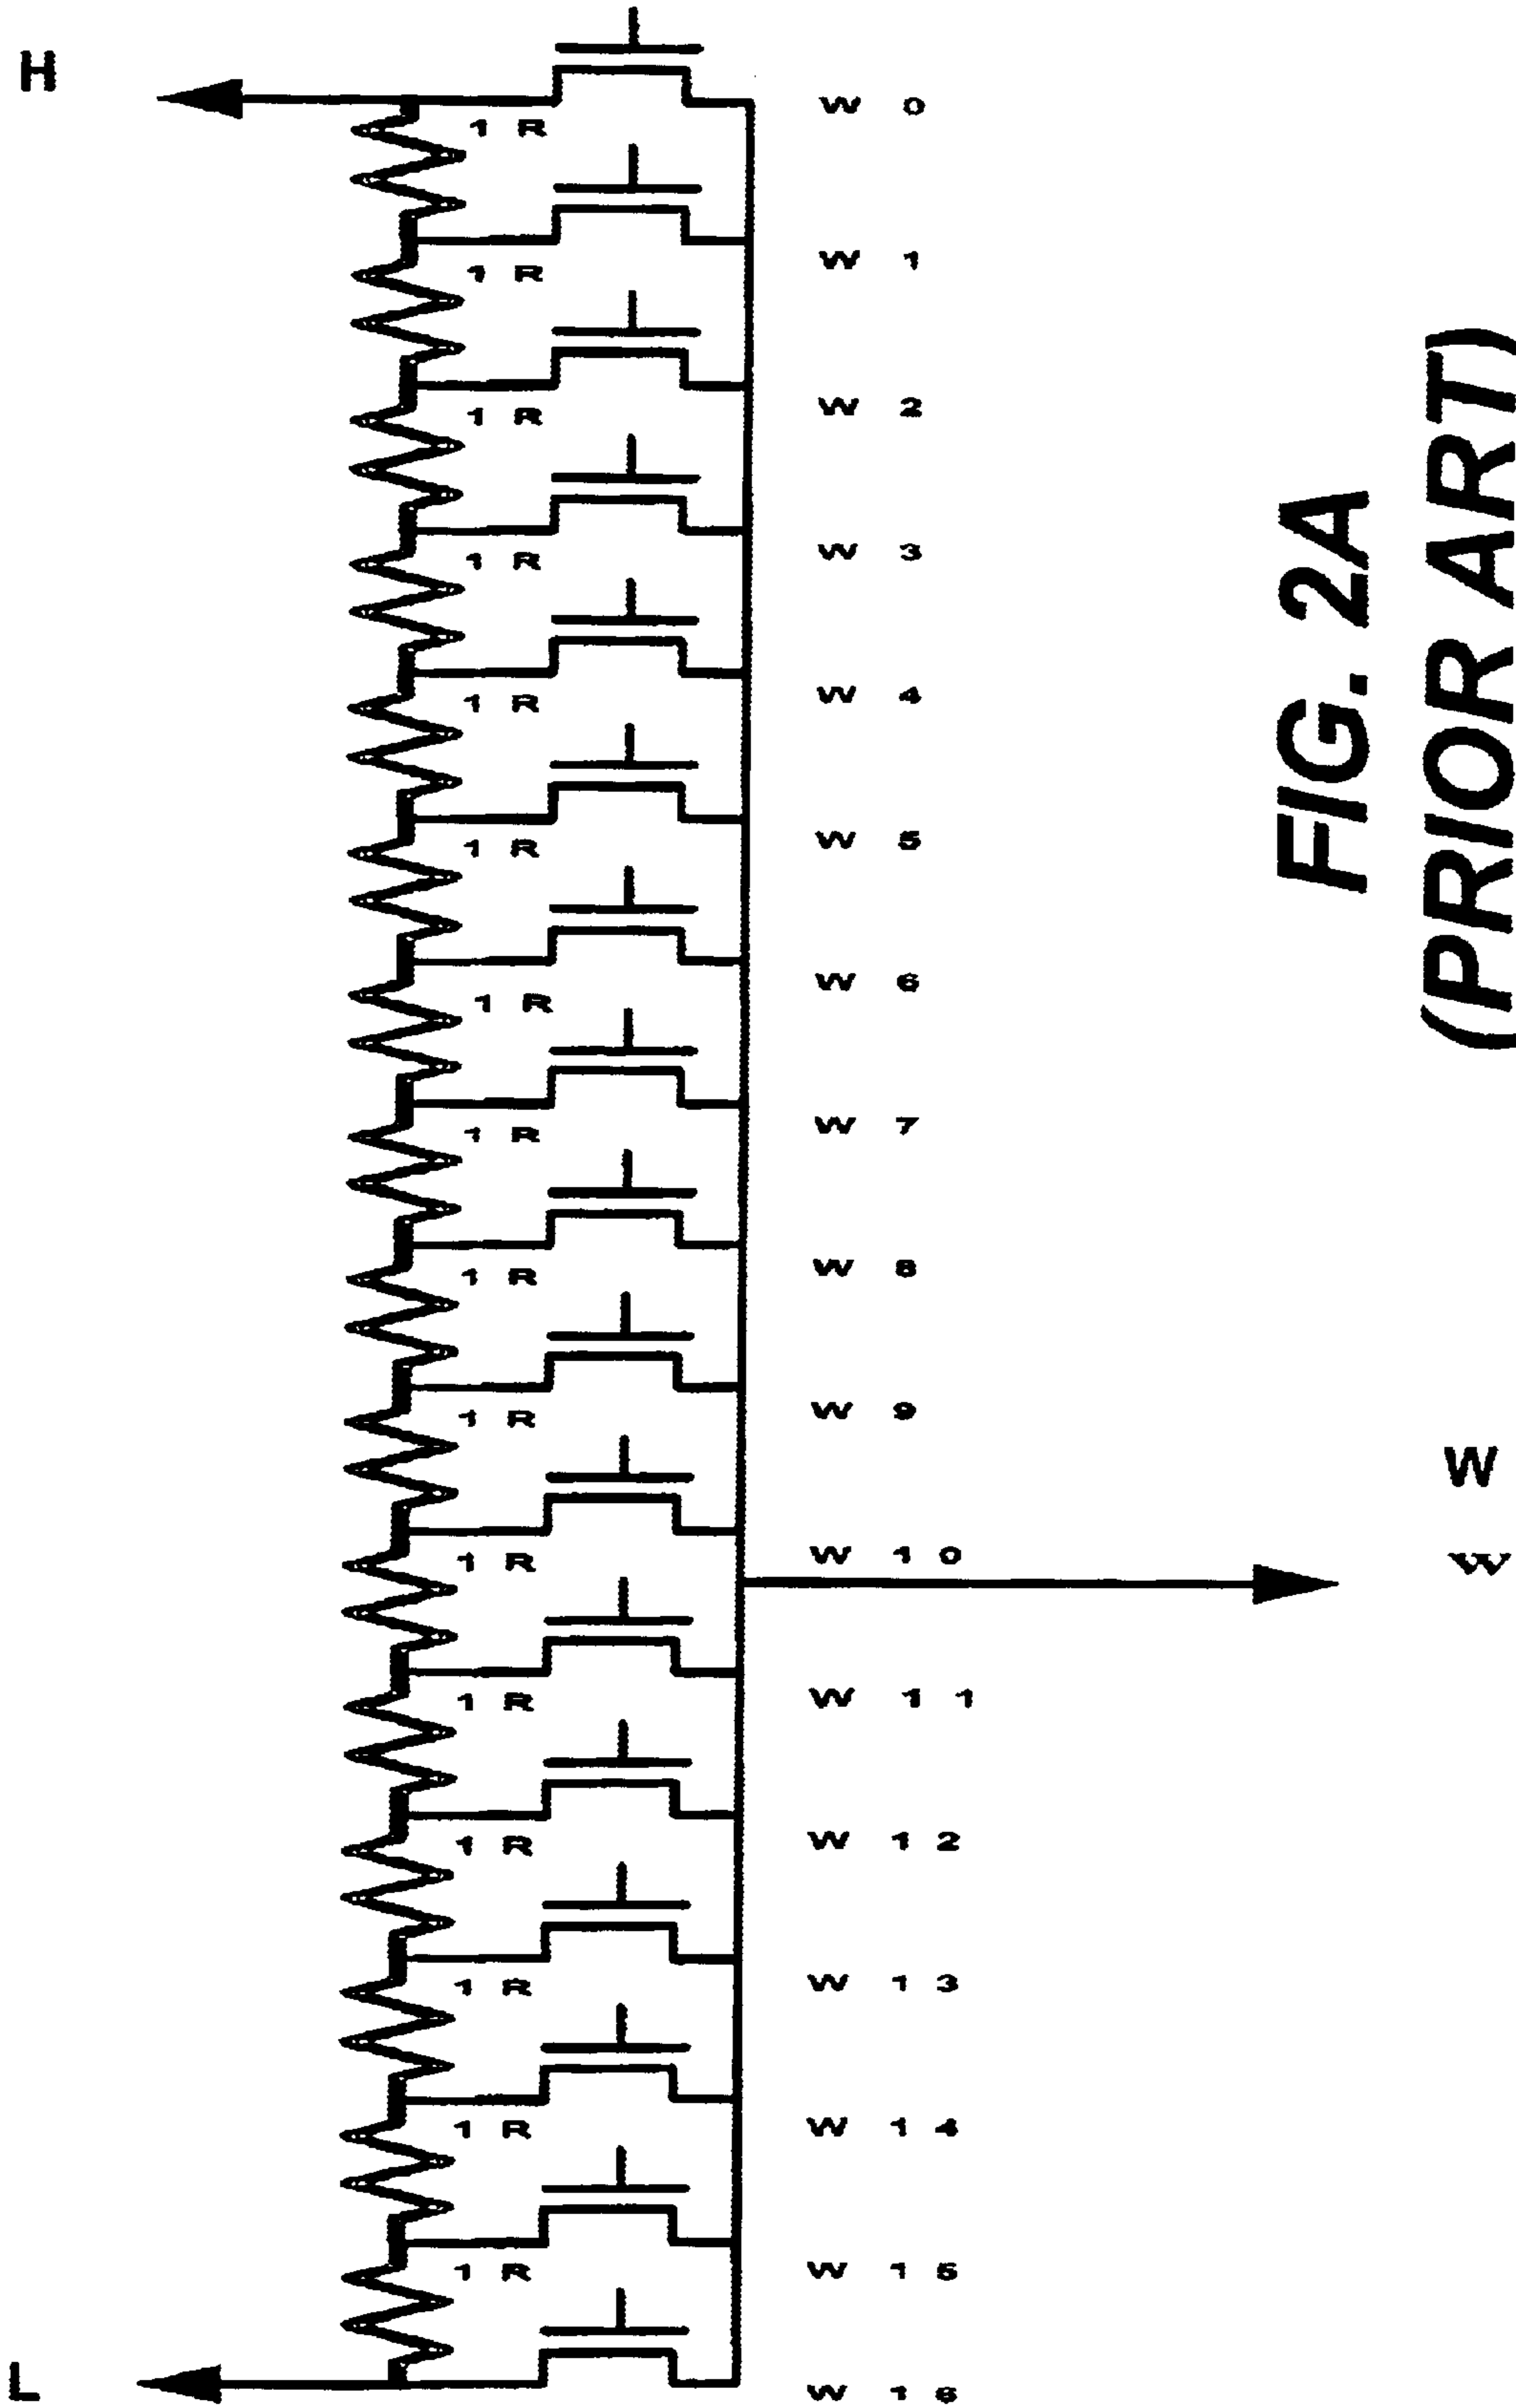 H
W 0
1 R
W 1
1 R
W 2
1 R
W 3
1 R
W 4
1 R
W 5
1 R
W 6
1 R
W 7
1 R
W 8
1 R
W 9
1 R
W 10
1 R
W 11
1 R
W 12
1 R
W 13
1 R
W 14
1 R
W 15
1 R
W 16
L
W
W
FIG. 2A
(PRIOR ART)